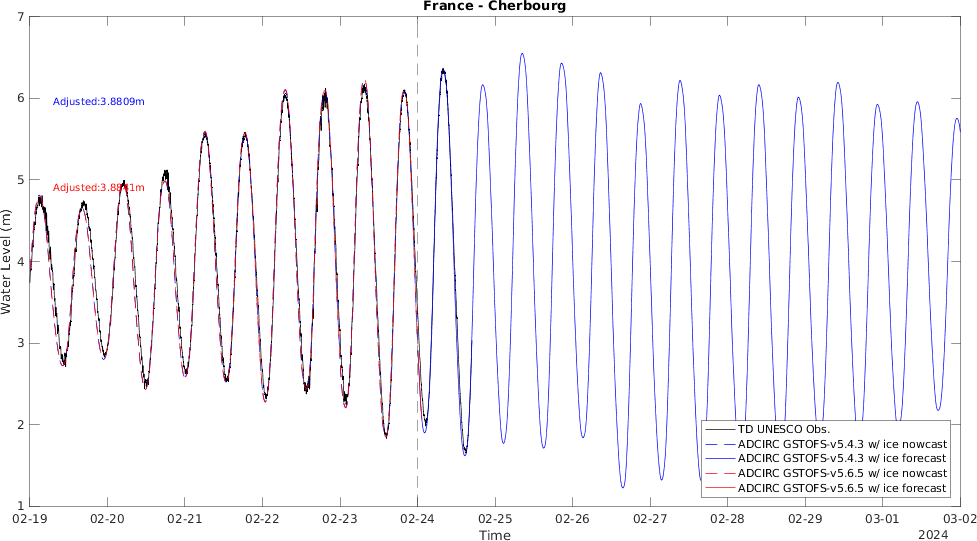 France - Cherbourg
7
6
5
4
3
2
1
Water Level (m)
Adjusted:3.8809m
Adjusted:3.8841m
TD UNESCO Obs.
ADCIRC GSTOFS-v5.4.3 w/ ice nowcast
ADCIRC GSTOFS-v5.4.3 w/ ice forecast
ADCIRC GSTOFS-v5.6.5 w/ ice nowcast
ADCIRC GSTOFS-v5.6.5 w/ ice forecast
02-19 02-20 02-21 02-22 02-23 02-24 02-25 02-26 02-27 02-28 02-29 03-01 03-02
Time
2024